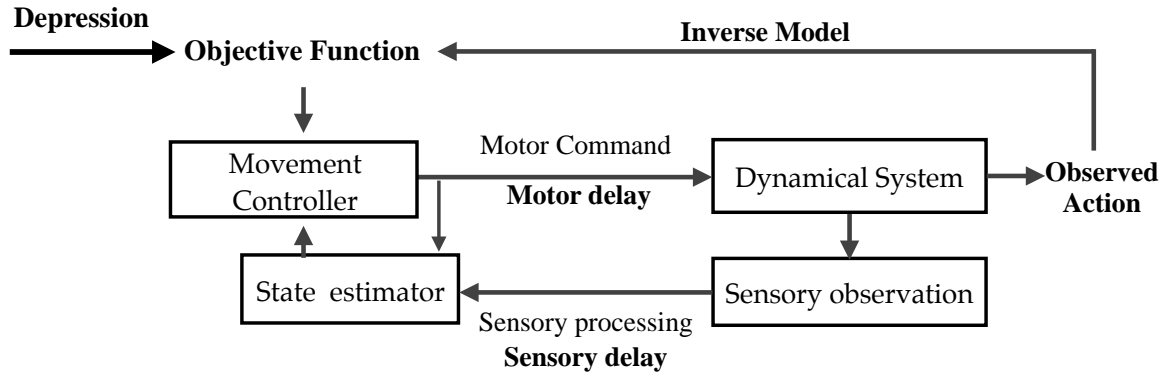 Depression
Objective Function
Inverse Model
Movement
Controller
Motor Command
Motor delay
Dynamical System
Observed
Action
State estimator
Sensory processing
Sensory delay
Sensory observation